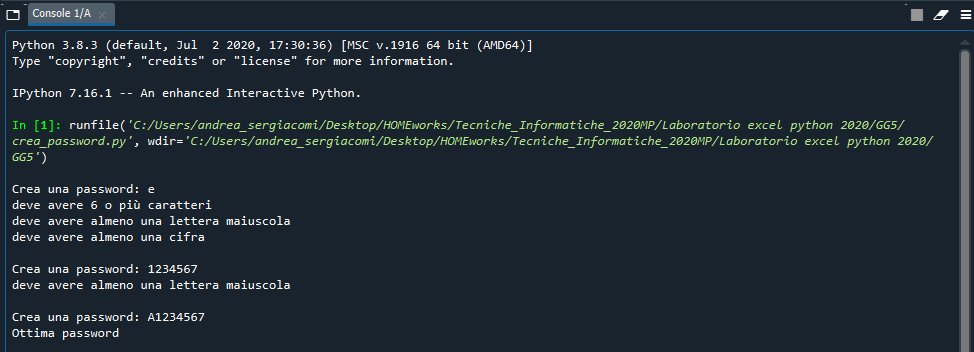 Console 1/A
Python 3.8.3 (default, Jul  2 2020, 17:30:36) [MSC v.1916 64 bit (AMD64)]
Type "copyright", "credits" or "license" for more information.
IPython 7.16.1 -- An enhanced Interactive Python.
In [1]: runfile('C:/Users/andrea_sergiacomi/Desktop/HOMEworks/Tecniche_Informatiche_2020MP/Laboratorio excel python 2020/GG5/
crea_password.py', wdir='C:/Users/andrea_sergiacomi/Desktop/HOMEworks/Tecniche_Informatiche_2020MP/Laboratorio excel python 2020/
GG5')
Crea una password: e
deve avere 6 o più caratteri
deve avere almeno una lettera maiuscola
deve avere almeno una cifra
Crea una password: 1234567
deve avere almeno una lettera maiuscola
Crea una password: A1234567
Ottima password